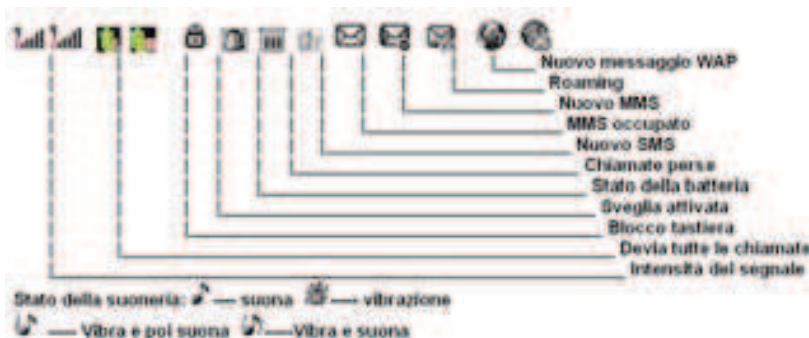 Nuovo messaggio WAP
Roaming
Nuovo MMS
MMS occupato
Nuovo SMS
Chiamate perse
Stato della batteria
Sveglia attivata
Blocco tastiera
Devia tutte le chiamate
Intensità del segnale
Stato della suoneria: — suona — vibrazione
— Vibra e poi suona — Vibra e suona